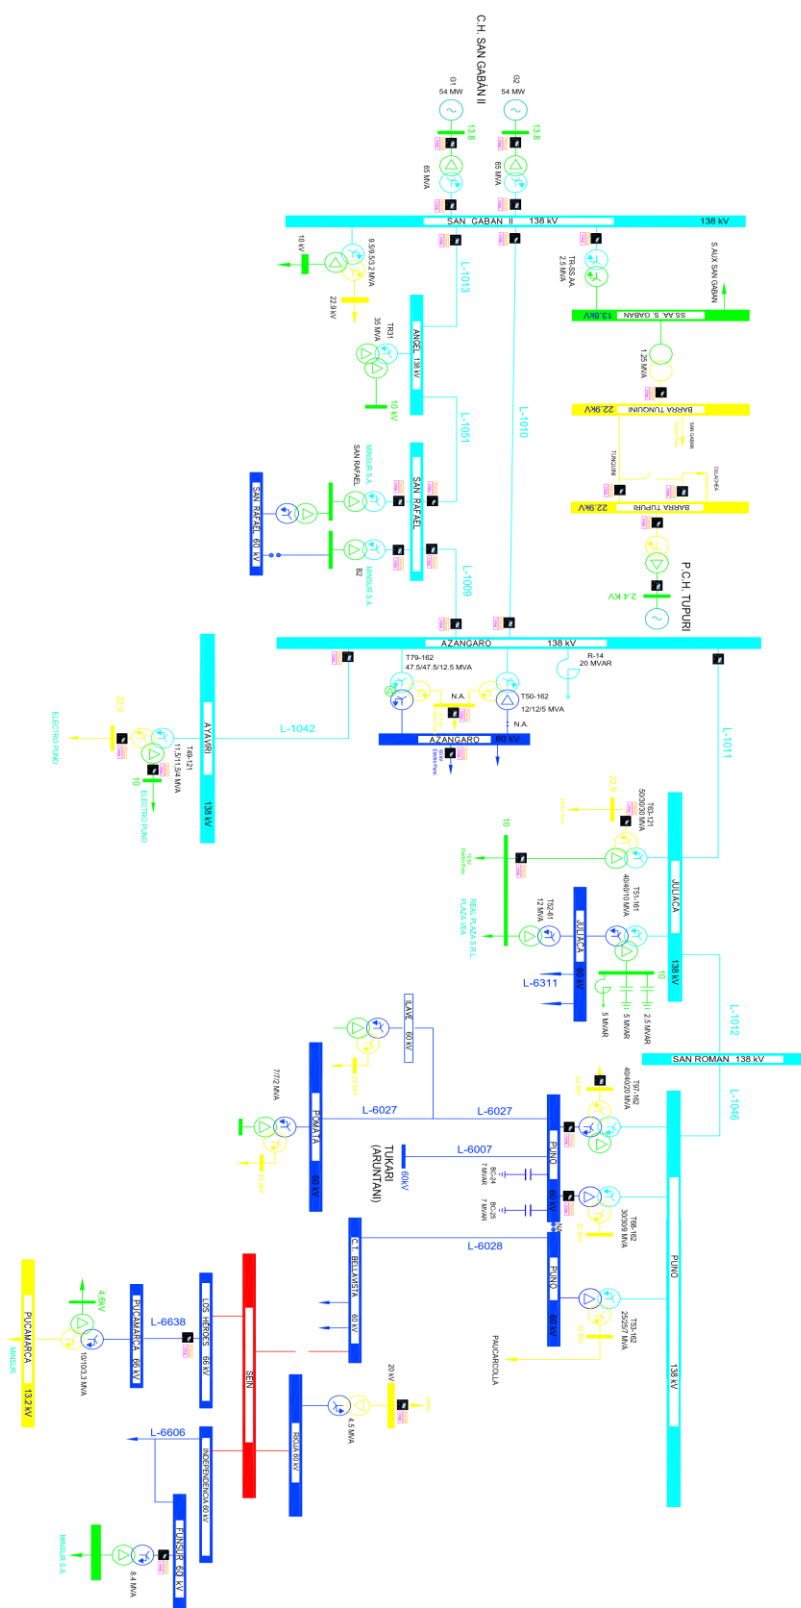 C.H. SAN GABÁN II
G1
54 MW
G2
54 MW
13.8
13.8
65 MVA
65 MVA
SAN GABAN II 138 kV
138 kV
9.5/9.5/3.2 MVA
10 kV
22.9 kV
L-1013
L-1010
TR-SS.AA.
2.5 MVA
S.AUX SAN GABAN
SS.AA. S. GABAN
13.8kV
1.25 MVA
BARRA TUNQUINI
22.9kV
SAN GABAN
TUNQUINI
OLLACHEA
BARRA TUPURI
22.9kV
2.4 KV
P.C.H. TUPURI
ANGEL 138 kV
TR31
35 MVA
10 kV
L-1051
SAN RAFAEL
MINSUR S.A
SAN RAFAEL
B2
MINSUR S.A.
SAN RAFAEL 60 kV
L-1009
AZANGARO 138 kV
T79-162
47.5/47.5/12.5 MVA
N.A.
T50-162
12/12/5 MVA
N.A.
R-14
20 MVAR
AZANGARO 60 kV
L-1042
L-1011
AYAVIRI
138 kV
T49-121
11.5/11.5/4 MVA
22.9
10
ELECTRO PUNO
ELECTRO PUNO
JULIACA
138 kV
T63-121
50/30/30 MVA
22.9
T51-161
40/40/10 MVA
10
10
T52-61
12 MVA
JULIACA
60 kV
L-6311
REAL PLAZA S.R.L.
PLAZA VEA
5 MVAR
5 MVAR
2.5 MVAR
L-1012
SAN ROMAN 138 kV
L-1046
ILAVE
60 kV
7/7/2 MVA
POMATA
60 kV
L-6027
L-6027
L-6007
TUKARI
(ARUNTANI)
60kV
BC-24
7 MVAR
BC-25
7 MVAR
PUNO
60 kV
T97-162
40/40/20 MVA
T68-162
30/30/9 MVA
PUNO
138 kV
N/A
PUNO
60 kV
T53-162
25/25/7 MVA
PAUCARCOLLA
L-6028
C.T. BELLAVISTA
60 kV
SEIN
LOS HÉROES
66 kV
L-6638
PUCAMARCA
66 kV
4.6kV
10/10/3.3 MVA
PUCAMARCA
13.2 kV
MINSUR
RIOJA 60 kV
4.5 MVA
20 kV
INDEPENDENCIA 60 kV
L-6606
FUNSUR 60 kV
8.4 MVA
MINSUR S.A.